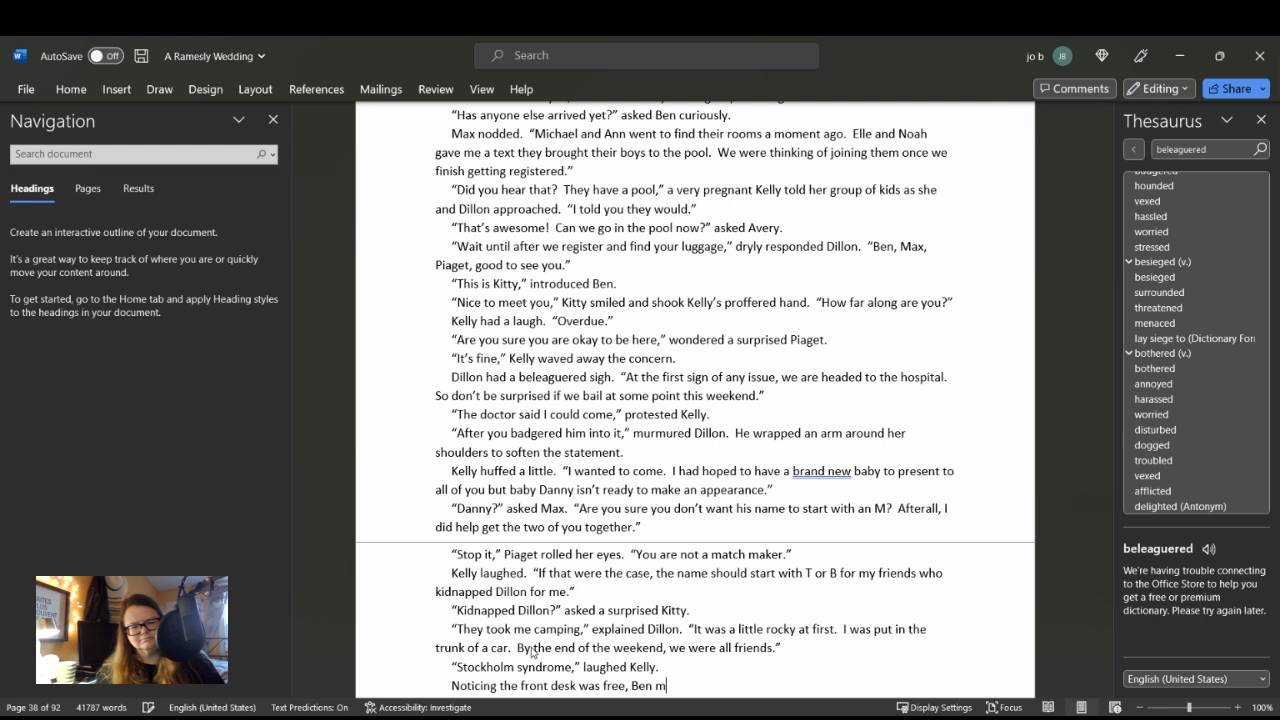 AutoSave Off A Ramesly Wedding Search jo b JB
File Home Insert Draw Design Layout References Mailings Review View Help Comments Editing Share
Navigation
Search document
Headings Pages Results
Create an interactive outline of your document.
It's a great way to keep track of where you are or quickly
move your content around.
To get started, go to the Home tab and apply Heading styles
to the headings in your document.
“Has anyone else arrived yet?” asked Ben curiously.
Max nodded. “Michael and Ann went to find their rooms a moment ago. Elle and Noah
gave me a text they brought their boys to the pool. We were thinking of joining them once we
finish getting registered.”
“Did you hear that? They have a pool,” a very pregnant Kelly told her group of kids as she
and Dillon approached. “I told you they would.”
“That’s awesome! Can we go in the pool now?” asked Avery.
“Wait until after we register and find your luggage,” dryly responded Dillon. “Ben, Max,
Piaget, good to see you.”
“This is Kitty,” introduced Ben.
“Nice to meet you,” Kitty smiled and shook Kelly’s proffered hand. “How far along are you?”
Kelly had a laugh. “Overdue.”
“Are you sure you are okay to be here,” wondered a surprised Piaget.
“It’s fine,” Kelly waved away the concern.
Dillon had a beleaguered sigh. “At the first sign of any issue, we are headed to the hospital.
So don’t be surprised if we bail at some point this weekend.”
“The doctor said I could come,” protested Kelly.
“After you badgered him into it,” murmured Dillon. He wrapped an arm around her
shoulders to soften the statement.
Kelly huffed a little. “I wanted to come. I had hoped to have a brand new baby to present to
all of you but baby Danny isn’t ready to make an appearance.”
“Danny?” asked Max. “Are you sure you don’t want his name to start with an M? Afterall, I
did help get the two of you together.”
“Stop it,” Piaget rolled her eyes. “You are not a match maker.”
Kelly laughed. “If that were the case, the name should start with T or B for my friends who
kidnapped Dillon for me.”
“Kidnapped Dillon?” asked a surprised Kitty.
“They took me camping,” explained Dillon. “It was a little rocky at first. I was put in the
trunk of a car. By the end of the weekend, we were all friends.”
“Stockholm syndrome,” laughed Kelly.
Noticing the front desk was free, Ben m
Thesaurus
beleaguered
hounded
vexed
hassled
worried
stressed
besieged (v.)
besieged
surrounded
threatened
menaced
lay siege to (Dictionary Forr
bothered (v.)
bothered
annoyed
harassed
worried
disturbed
dogged
troubled
vexed
afflicted
delighted (Antonym)
beleaguered
We're having trouble connecting
to the Office Store to help you
get a free or premium
dictionary. Please try again later.
English (United States)
Page 38 of 92 41787 words English (United States) Text Predictions: On Accessibility: Investigate Display Settings Focus 100%